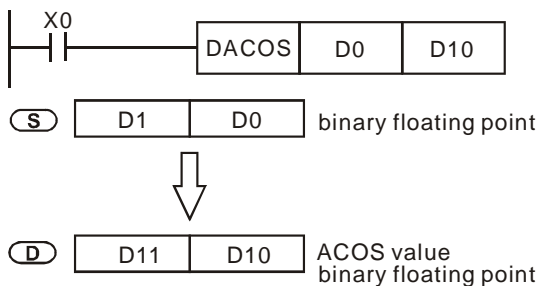 X0
DACOS D0 D10
S D1 D0 binary floating point
D D11 D10 ACOS value
binary floating point